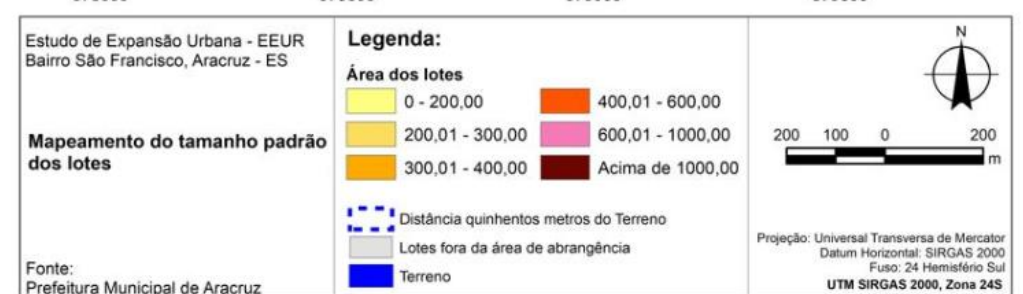 Estudo de Expansão Urbana - EEUR
Bairro São Francisco, Aracruz - ES
Mapeamento do tamanho padrão
dos lotes
Fonte:
Prefeitura Municipal de Aracruz
Legenda:
Área dos lotes
0 - 200,00
200,01 - 300,00
300,01 - 400,00
400,01 - 600,00
600,01 - 1000,00
Acima de 1000,00
Distância quinhentos metros do Terreno
Lotes fora da área de abrangência
Terreno
N
200 100 0 200
m
Projeção: Universal Transversa de Mercator
Datum Horizontal: SIRGAS 2000
Fuso: 24 Hemisfério Sul
UTM SIRGAS 2000, Zona 24S